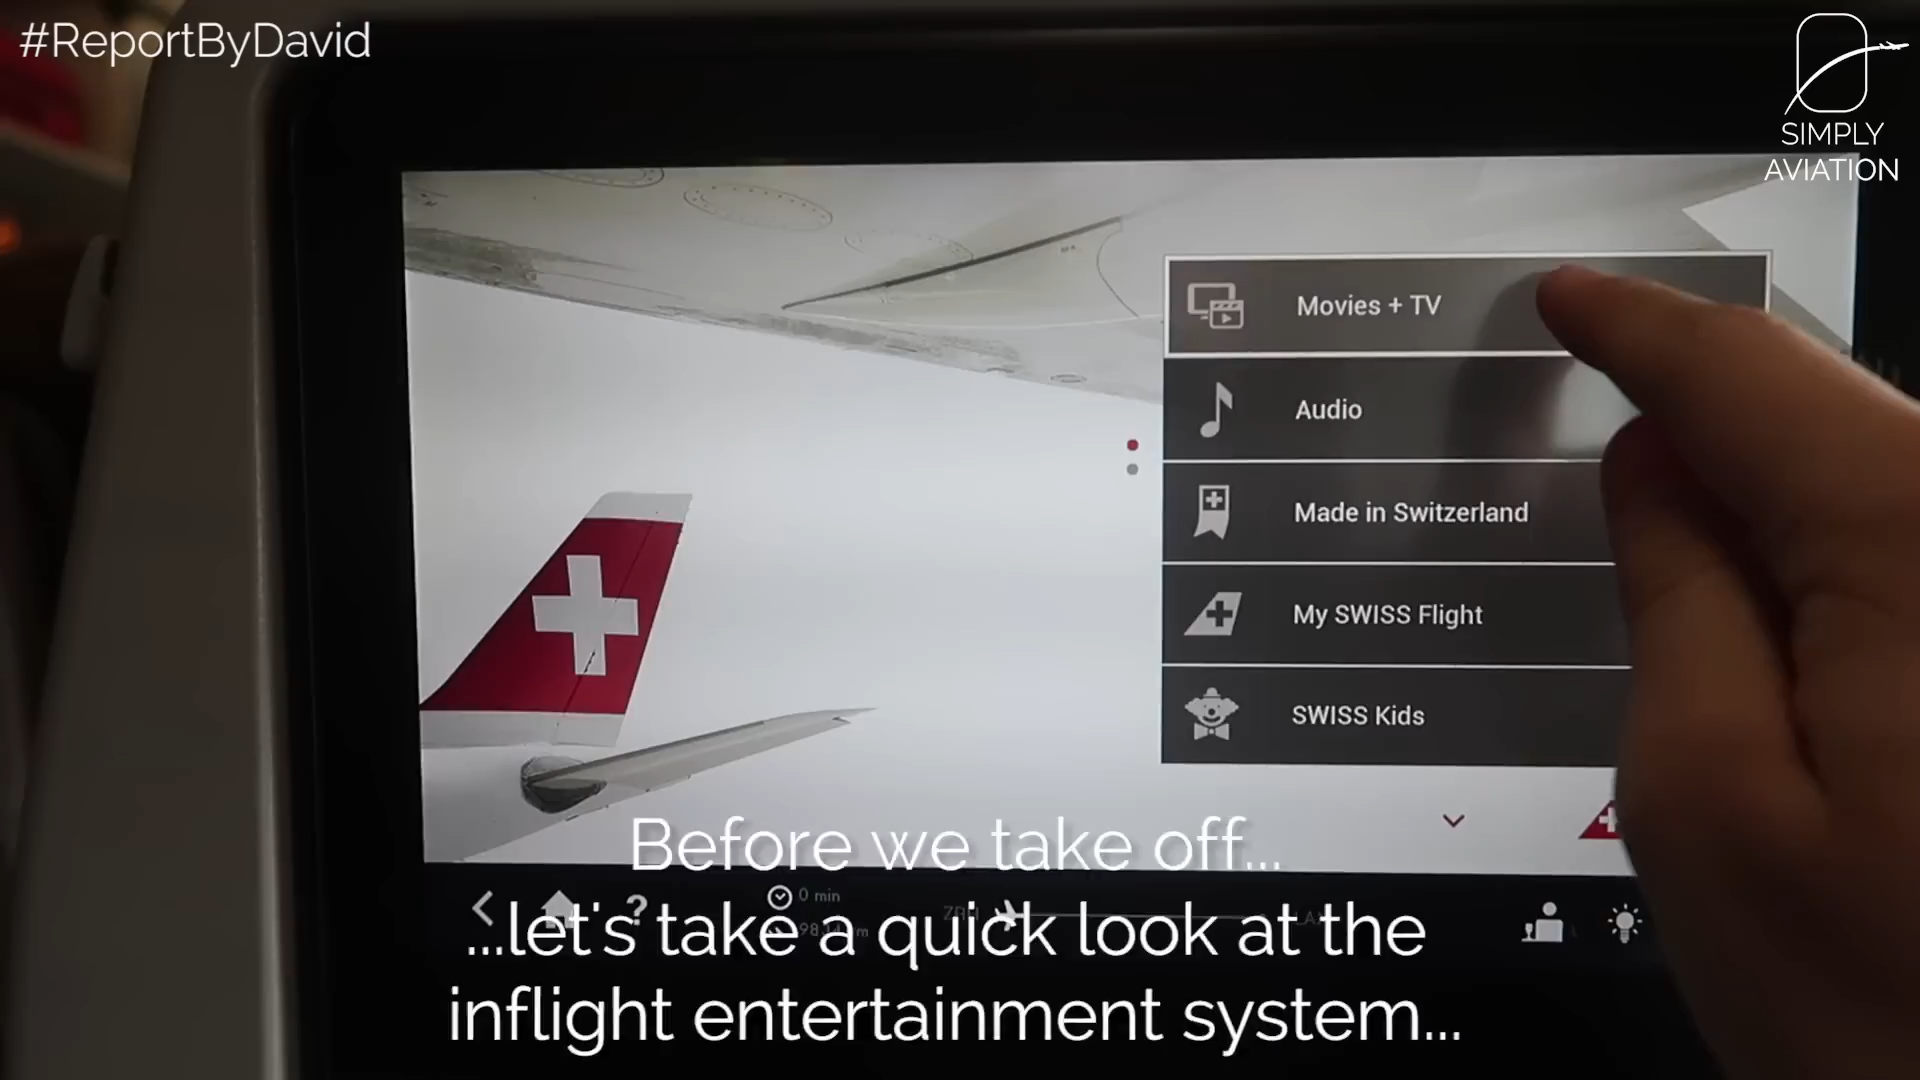 #ReportByDavid
SIMPLY
AVIATION
Movies + TV
Audio
Made in Switzerland
My SWISS Flight
SWISS Kids
Before we take off...
0 min
...let's take a quick look at the
inflight entertainment system...